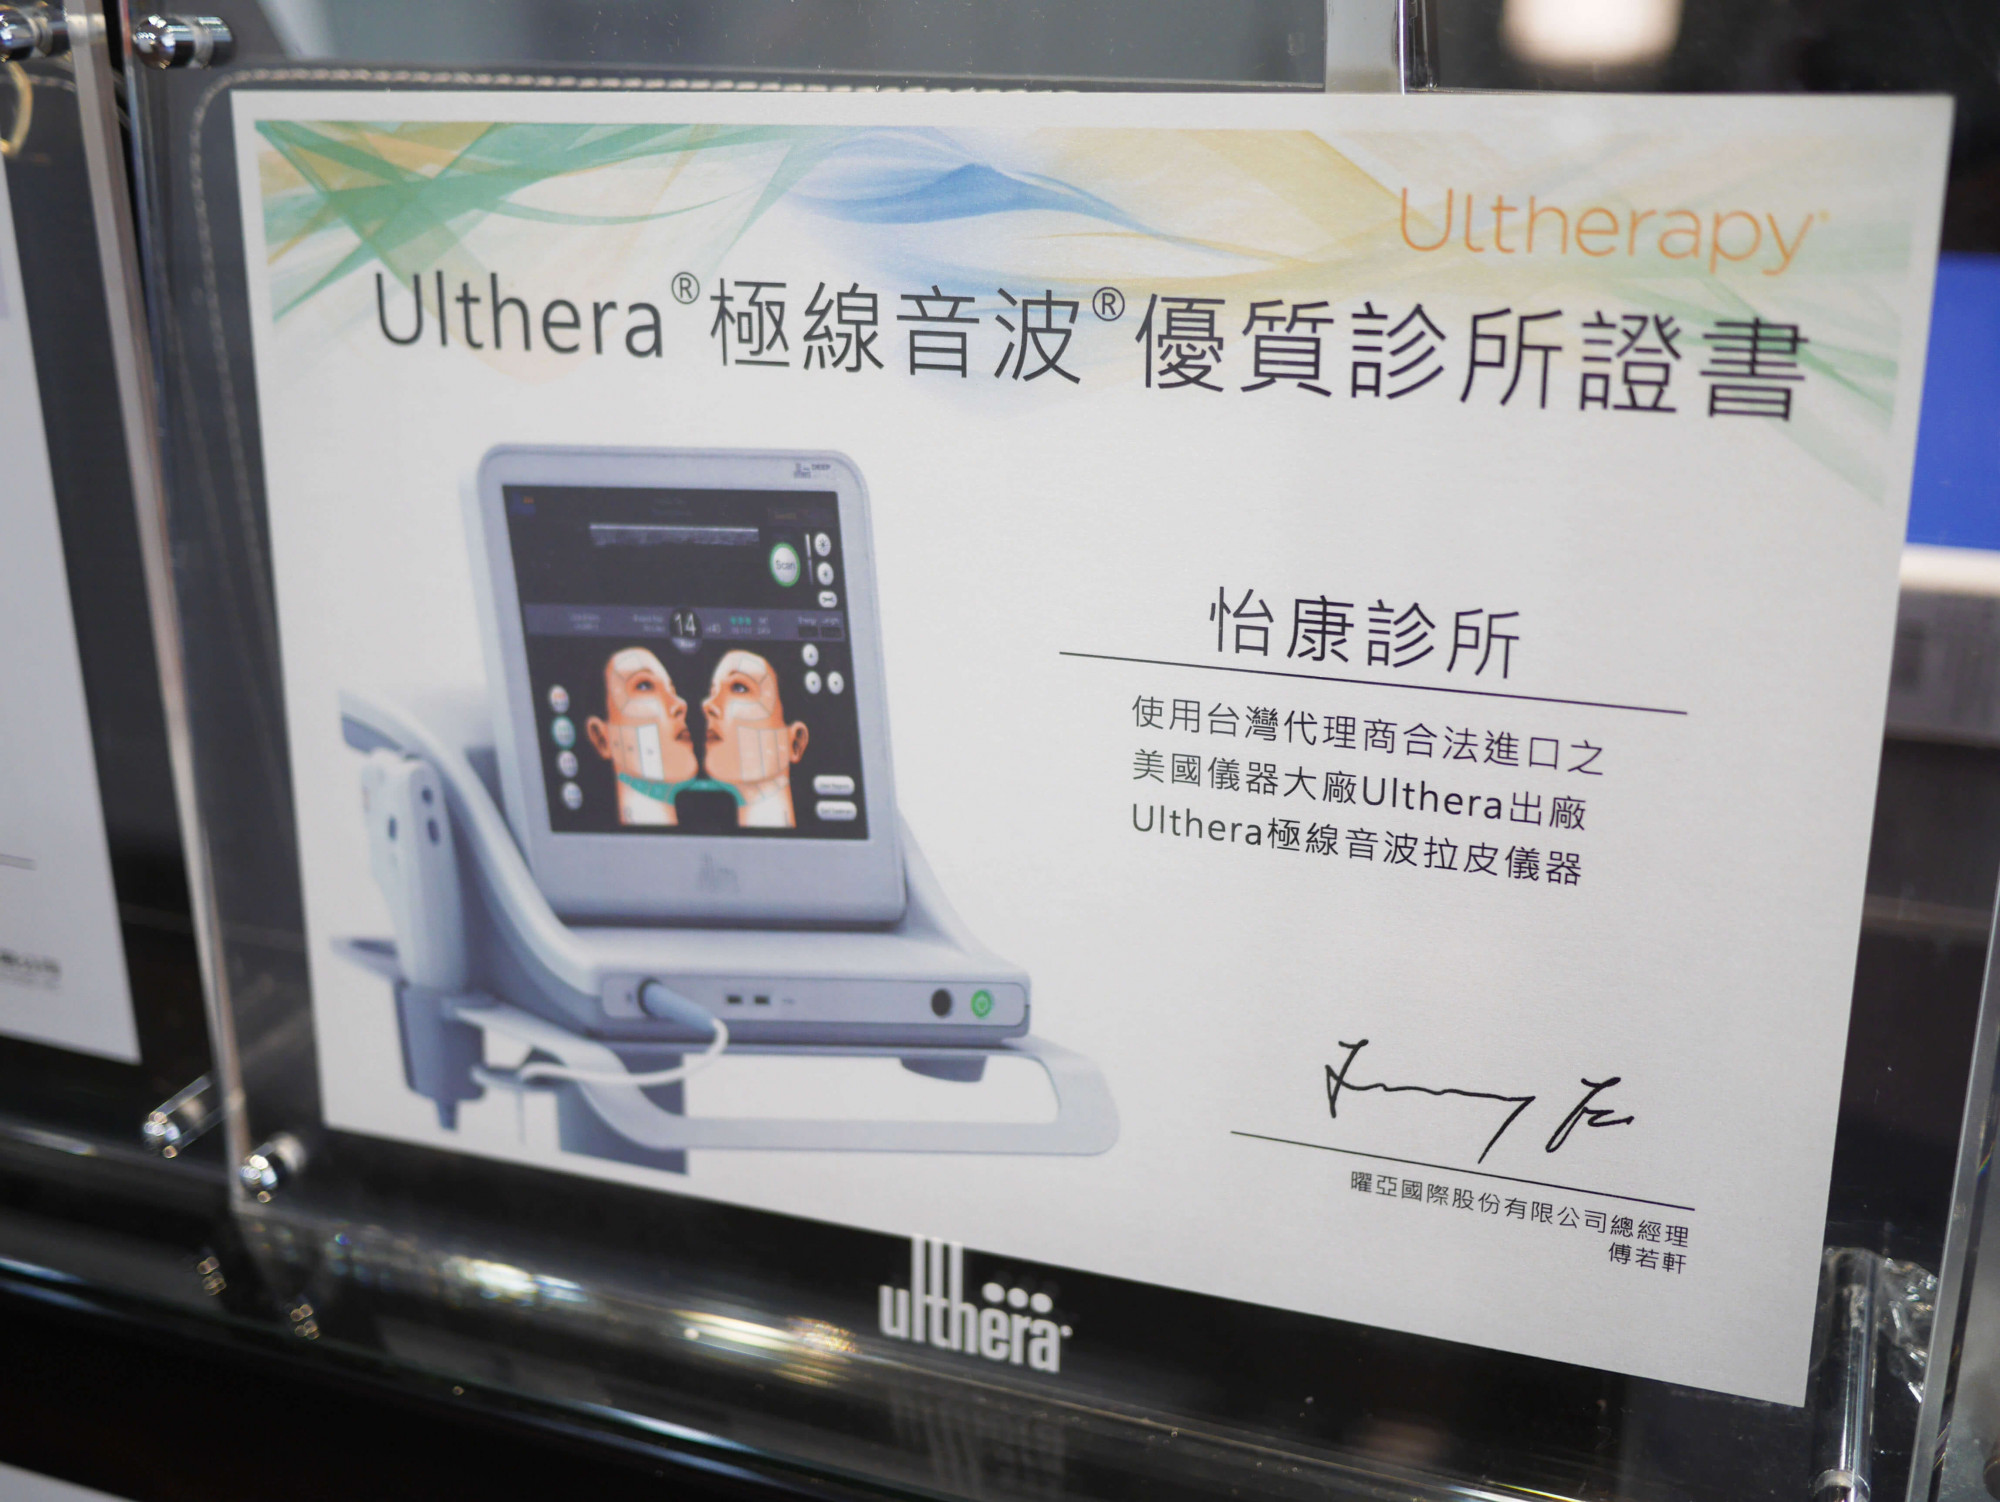 Ultherapy®
Ulthera®極線音波®優質診所證書
Scan
14
怡康診所
使用台灣代理商合法進口之
美國儀器大廠Ulthera出廠
Ulthera極線音波拉皮儀器
曜亞國際股份有限公司總經理
傅若軒
ulthera